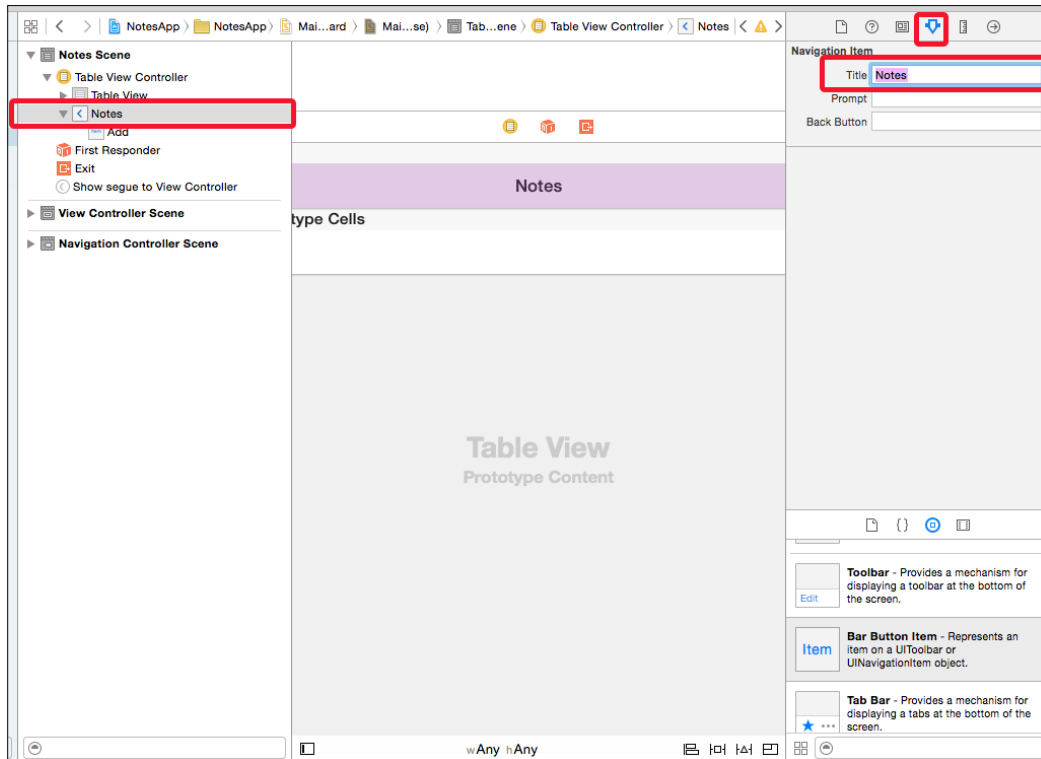 NotesApp NotesApp Mai...ard Mai...se) Tab...ene Table View Controller Notes
Notes Scene
Table View Controller
Table View
Notes
Add
First Responder
Exit
Show segue to View Controller
View Controller Scene
Navigation Controller Scene
Notes
type Cells
Table View
Prototype Content
wAny hAny
Navigation Item
Title Notes
Prompt
Back Button
Toolbar - Provides a mechanism for
displaying a toolbar at the bottom of
the screen.
Edit
Bar Button Item - Represents an
item on a UIToolbar or
UINavigationItem object.
Item
Tab Bar - Provides a mechanism for
displaying a tabs at the bottom of the
screen.